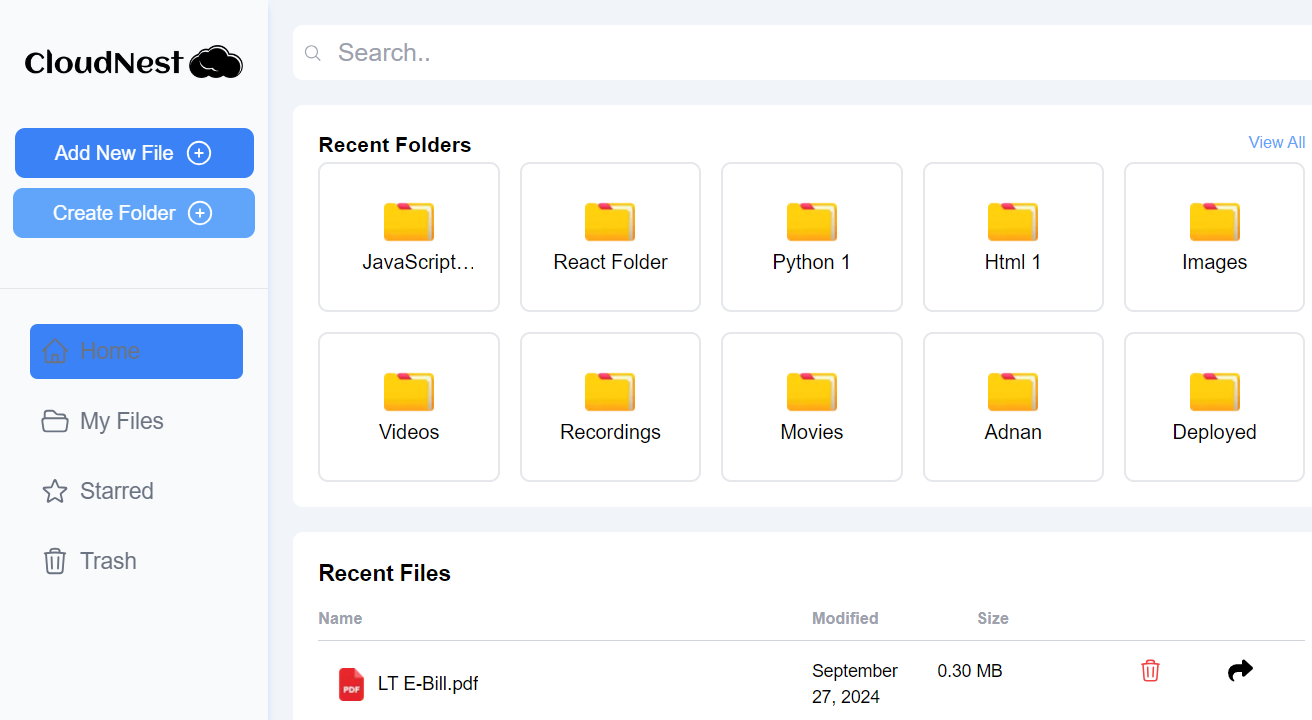 CloudNest
Add New File
Create Folder
Home
My Files
Starred
Trash
Search..
Recent Folders
View All
JavaScript...
React Folder
Python 1
Html 1
Images
Videos
Recordings
Movies
Adnan
Deployed
Recent Files
Name Modified Size
PDF LT E-Bill.pdf September 0.30 MB
27, 2024